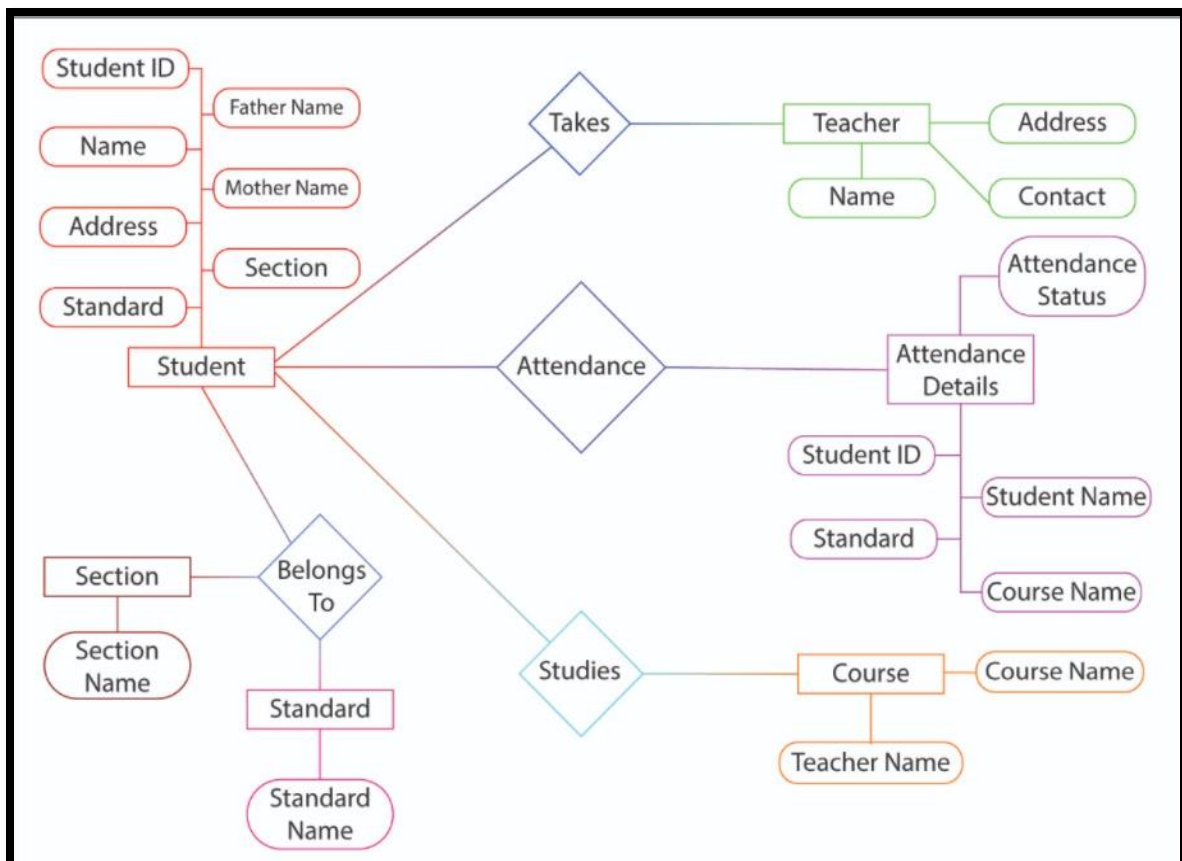 Student ID
Father Name
Name
Mother Name
Address
Section
Standard
Student
Takes
Teacher
Address
Name
Contact
Attendance
Attendance
Status
Attendance
Details
Student ID
Student Name
Standard
Course Name
Section
Section
Name
Belongs
To
Standard
Standard
Name
Studies
Course
Course Name
Teacher Name